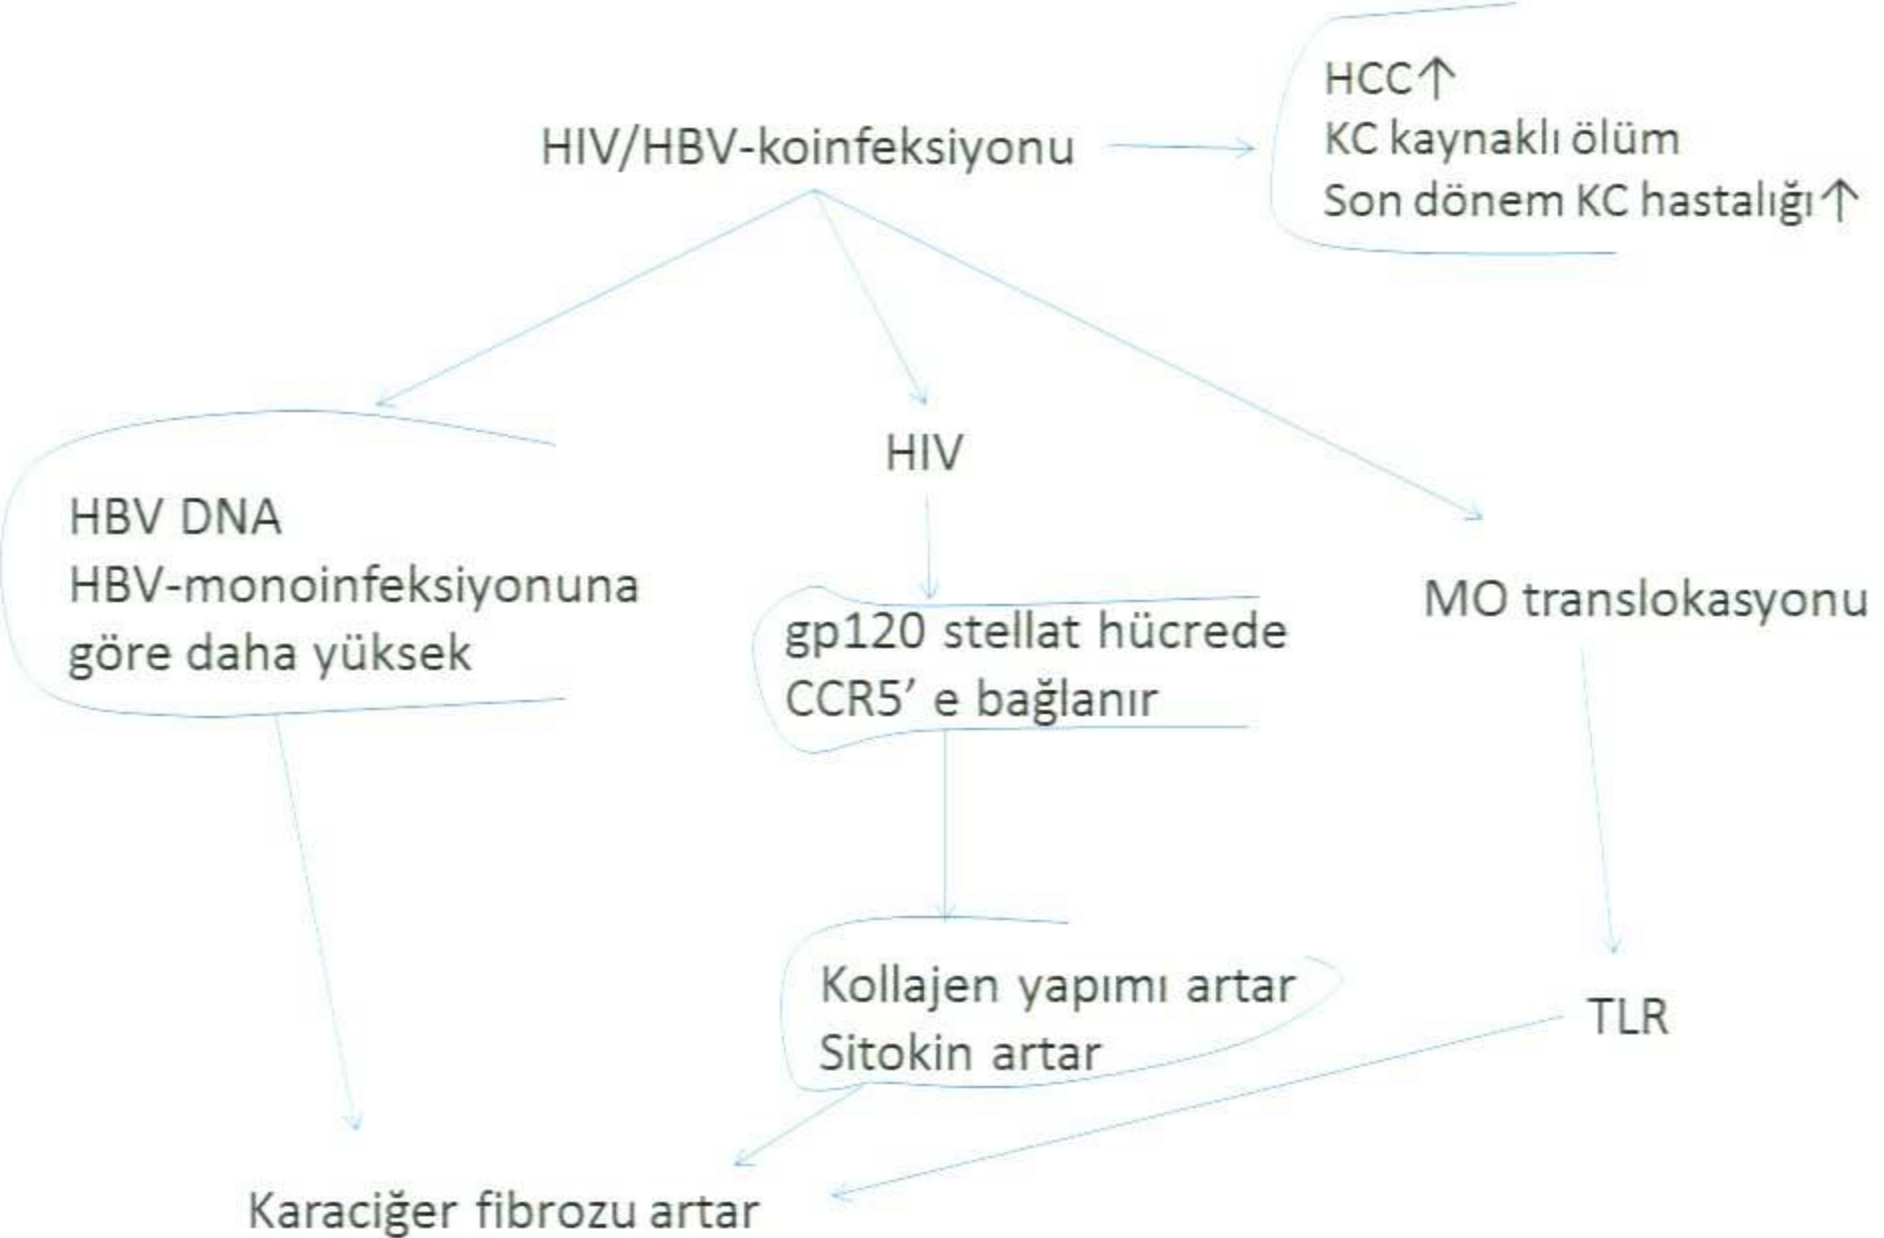 HCC↑
KC kaynaklı ölüm
Son dönem KC hastalığı↑
HIV/HBV-koinfeksiyonu
HBV DNA
HBV-monoinfeksiyonuna
göre daha yüksek
HIV
gp120 stellat hücrede
CCR5’ e bağlanır
MO translokasyonu
Kollajen yapımı artar
Sitokin artar
TLR
Karaciğer fibrozu artar